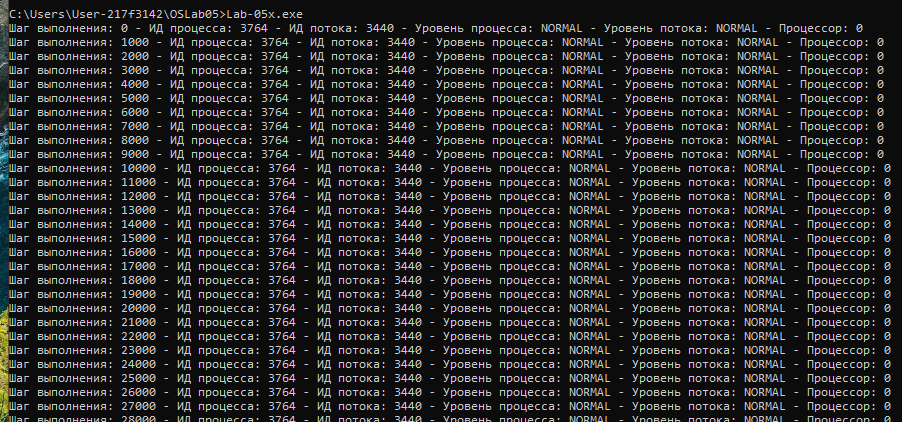 C:\Users\User-217f3142\OSLab05>Lab-05x.exe
Шаг выполнения: 0 - ИД процесса: 3764 - ИД потока: 3440 - Уровень процесса: NORMAL - Уровень потока: NORMAL - Процессор: 0
Шаг выполнения: 1000 - ИД процесса: 3764 - ИД потока: 3440 - Уровень процесса: NORMAL - Уровень потока: NORMAL - Процессор: 0
Шаг выполнения: 2000 - ИД процесса: 3764 - ИД потока: 3440 - Уровень процесса: NORMAL - Уровень потока: NORMAL - Процессор: 0
Шаг выполнения: 3000 - ИД процесса: 3764 - ИД потока: 3440 - Уровень процесса: NORMAL - Уровень потока: NORMAL - Процессор: 0
Шаг выполнения: 4000 - ИД процесса: 3764 - ИД потока: 3440 - Уровень процесса: NORMAL - Уровень потока: NORMAL - Процессор: 0
Шаг выполнения: 5000 - ИД процесса: 3764 - ИД потока: 3440 - Уровень процесса: NORMAL - Уровень потока: NORMAL - Процессор: 0
Шаг выполнения: 6000 - ИД процесса: 3764 - ИД потока: 3440 - Уровень процесса: NORMAL - Уровень потока: NORMAL - Процессор: 0
Шаг выполнения: 7000 - ИД процесса: 3764 - ИД потока: 3440 - Уровень процесса: NORMAL - Уровень потока: NORMAL - Процессор: 0
Шаг выполнения: 8000 - ИД процесса: 3764 - ИД потока: 3440 - Уровень процесса: NORMAL - Уровень потока: NORMAL - Процессор: 0
Шаг выполнения: 9000 - ИД процесса: 3764 - ИД потока: 3440 - Уровень процесса: NORMAL - Уровень потока: NORMAL - Процессор: 0
Шаг выполнения: 10000 - ИД процесса: 3764 - ИД потока: 3440 - Уровень процесса: NORMAL - Уровень потока: NORMAL - Процессор: 0
Шаг выполнения: 11000 - ИД процесса: 3764 - ИД потока: 3440 - Уровень процесса: NORMAL - Уровень потока: NORMAL - Процессор: 0
Шаг выполнения: 12000 - ИД процесса: 3764 - ИД потока: 3440 - Уровень процесса: NORMAL - Уровень потока: NORMAL - Процессор: 0
Шаг выполнения: 13000 - ИД процесса: 3764 - ИД потока: 3440 - Уровень процесса: NORMAL - Уровень потока: NORMAL - Процессор: 0
Шаг выполнения: 14000 - ИД процесса: 3764 - ИД потока: 3440 - Уровень процесса: NORMAL - Уровень потока: NORMAL - Процессор: 0
Шаг выполнения: 15000 - ИД процесса: 3764 - ИД потока: 3440 - Уровень процесса: NORMAL - Уровень потока: NORMAL - Процессор: 0
Шаг выполнения: 16000 - ИД процесса: 3764 - ИД потока: 3440 - Уровень процесса: NORMAL - Уровень потока: NORMAL - Процессор: 0
Шаг выполнения: 17000 - ИД процесса: 3764 - ИД потока: 3440 - Уровень процесса: NORMAL - Уровень потока: NORMAL - Процессор: 0
Шаг выполнения: 18000 - ИД процесса: 3764 - ИД потока: 3440 - Уровень процесса: NORMAL - Уровень потока: NORMAL - Процессор: 0
Шаг выполнения: 19000 - ИД процесса: 3764 - ИД потока: 3440 - Уровень процесса: NORMAL - Уровень потока: NORMAL - Процессор: 0
Шаг выполнения: 20000 - ИД процесса: 3764 - ИД потока: 3440 - Уровень процесса: NORMAL - Уровень потока: NORMAL - Процессор: 0
Шаг выполнения: 21000 - ИД процесса: 3764 - ИД потока: 3440 - Уровень процесса: NORMAL - Уровень потока: NORMAL - Процессор: 0
Шаг выполнения: 22000 - ИД процесса: 3764 - ИД потока: 3440 - Уровень процесса: NORMAL - Уровень потока: NORMAL - Процессор: 0
Шаг выполнения: 23000 - ИД процесса: 3764 - ИД потока: 3440 - Уровень процесса: NORMAL - Уровень потока: NORMAL - Процессор: 0
Шаг выполнения: 24000 - ИД процесса: 3764 - ИД потока: 3440 - Уровень процесса: NORMAL - Уровень потока: NORMAL - Процессор: 0
Шаг выполнения: 25000 - ИД процесса: 3764 - ИД потока: 3440 - Уровень процесса: NORMAL - Уровень потока: NORMAL - Процессор: 0
Шаг выполнения: 26000 - ИД процесса: 3764 - ИД потока: 3440 - Уровень процесса: NORMAL - Уровень потока: NORMAL - Процессор: 0
Шаг выполнения: 27000 - ИД процесса: 3764 - ИД потока: 3440 - Уровень процесса: NORMAL - Уровень потока: NORMAL - Процессор: 0
Шаг выполнения: 28000 - ИД процесса: 3764 - ИД потока: 3440 - Уровень процесса: NORMAL - Уровень потока: NORMAL - Процессор: 0